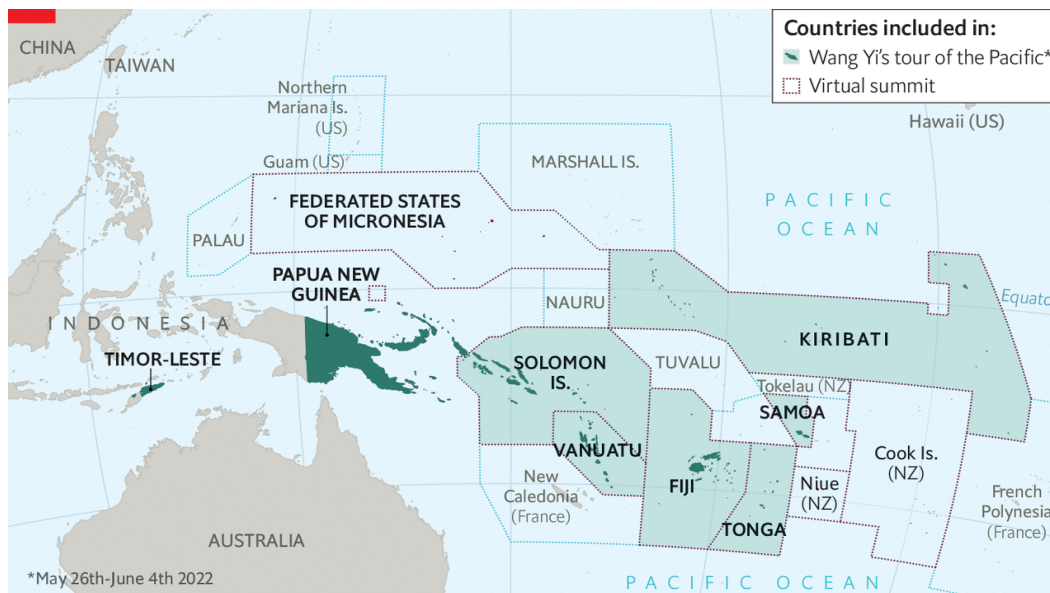 Countries included in:
Wang Yi's tour of the Pacific*
Virtual summit
CHINA
TAIWAN
Northern
Mariana Is.
(US)
Guam (US)
MARSHALL IS.
Hawaii (US)
PACIFIC
OCEAN
FEDERATED STATES
OF MICRONESIA
PALAU
PAPUA NEW
GUINEA
NAURU
Equato
INDONESIA
KIRIBATI
TIMOR-LESTE
SOLOMON
IS.
TUVALU
Tokelau (NZ)
SAMOA
VANUATU
Cook Is.
(NZ)
New
Caledonia
(France)
FIJI
Niue
(NZ)
French
Polynesia
(France)
TONGA
AUSTRALIA
*May 26th-June 4th 2022
PACIFIC OCEAN